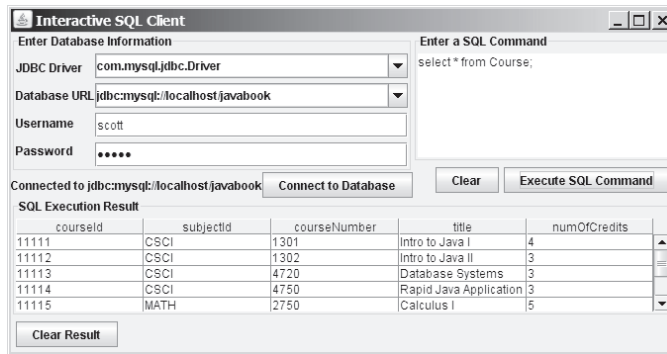 Interactive SQL Client
Enter Database Information
JDBC Driver com.mysql.jdbc.Driver
Database URL jdbc:mysql://localhost/javabook
Username scott
Password •••••
Enter a SQL Command
select * from Course;
Connected to jdbc:mysql://localhost/javabook Connect to Database Clear Execute SQL Command
SQL Execution Result
courseId subjectId courseNumber title numOfCredits
11111 CSCI 1301 Intro to Java I 4
11112 CSCI 1302 Intro to Java II 3
11113 CSCI 4720 Database Systems 3
11114 CSCI 4750 Rapid Java Application 3
11115 MATH 2750 Calculus I 5
Clear Result